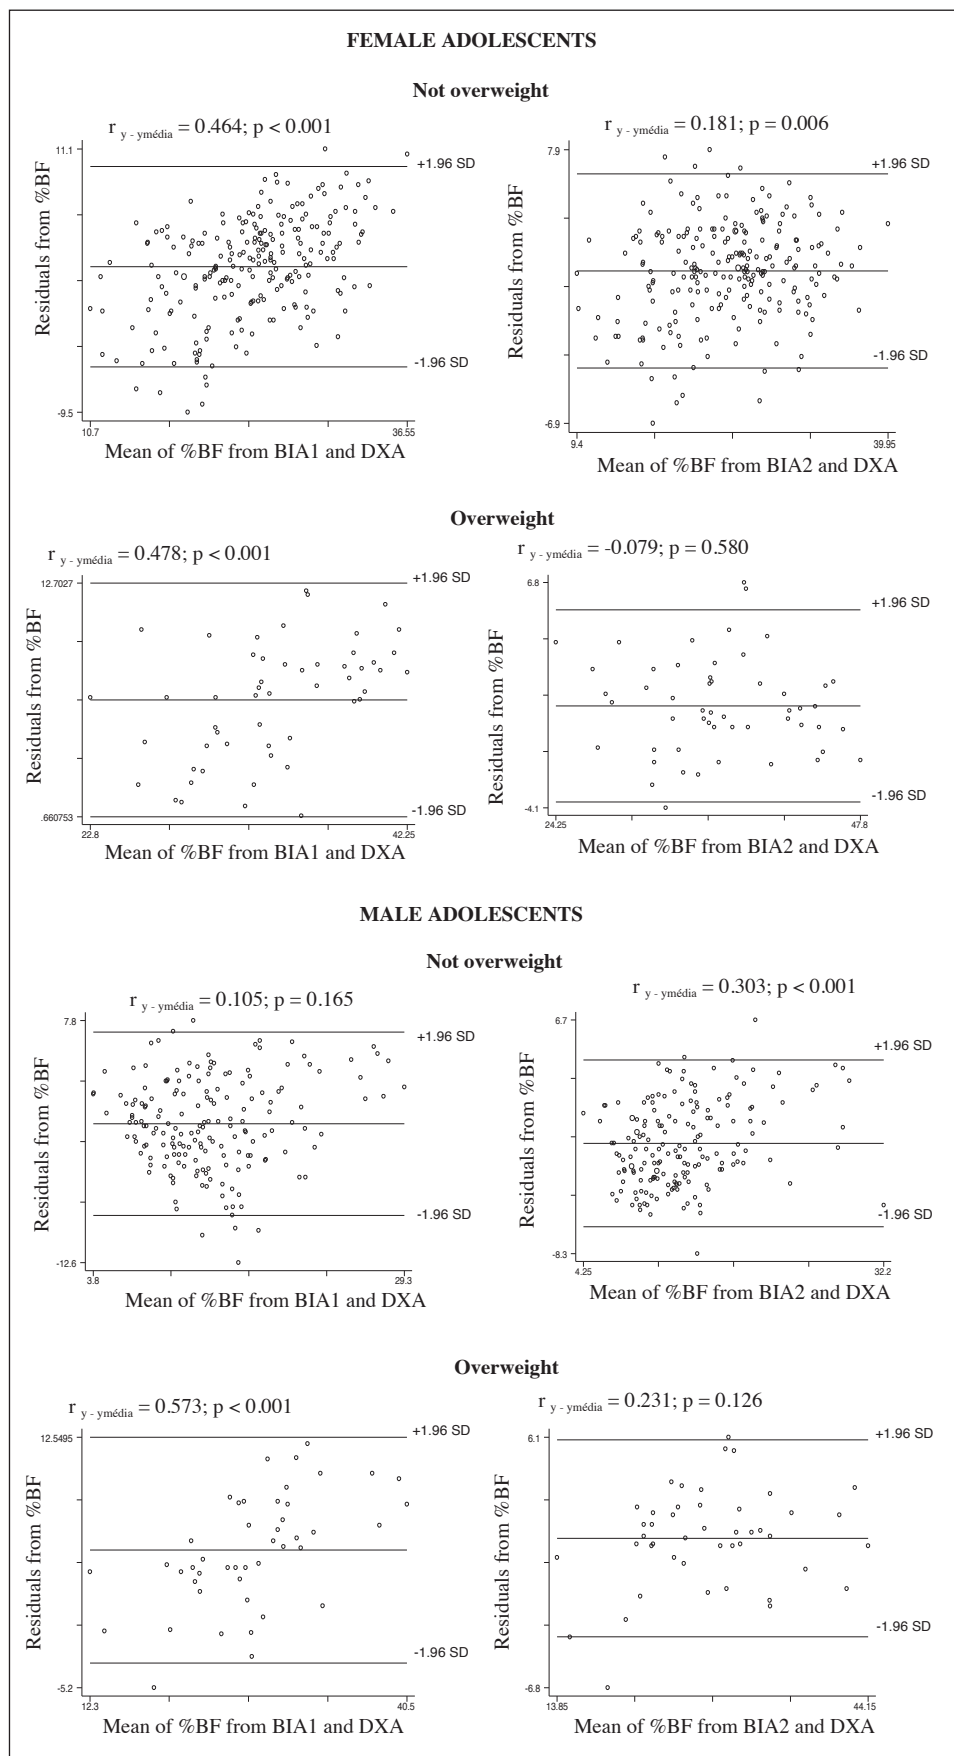 FEMALE ADOLESCENTS
Not overweight
r y - ymédia = 0.464; p < 0.001
11.1
+1.96 SD
Residuals from %BF
-1.96 SD
-9.5
10.7
36.55
Mean of %BF from BIA1 and DXA
r y - ymédia = 0.181; p = 0.006
7.9
+1.96 SD
Residuals from %BF
-1.96 SD
-6.9
9.4
39.95
Mean of %BF from BIA2 and DXA
Overweight
r y - ymédia = 0.478; p < 0.001
12.7027
+1.96 SD
Residuals from %BF
-1.96 SD
.660753
22.8
42.25
Mean of %BF from BIA1 and DXA
r y - ymédia = -0.079; p = 0.580
6.8
+1.96 SD
Residuals from %BF
-1.96 SD
-4.1
24.25
47.8
Mean of %BF from BIA2 and DXA
MALE ADOLESCENTS
Not overweight
r y - ymédia = 0.105; p = 0.165
7.8
+1.96 SD
Residuals from %BF
-1.96 SD
-12.6
3.8
29.3
Mean of %BF from BIA1 and DXA
r y - ymédia = 0.303; p < 0.001
6.7
+1.96 SD
Residuals from %BF
-1.96 SD
-8.3
4.25
32.2
Mean of %BF from BIA2 and DXA
Overweight
r y - ymédia = 0.573; p < 0.001
12.5495
+1.96 SD
Residuals from %BF
-1.96 SD
-5.2
12.3
40.5
Mean of %BF from BIA1 and DXA
r y - ymédia = 0.231; p = 0.126
6.1
+1.96 SD
Residuals from %BF
-1.96 SD
-6.8
13.85
44.15
Mean of %BF from BIA2 and DXA